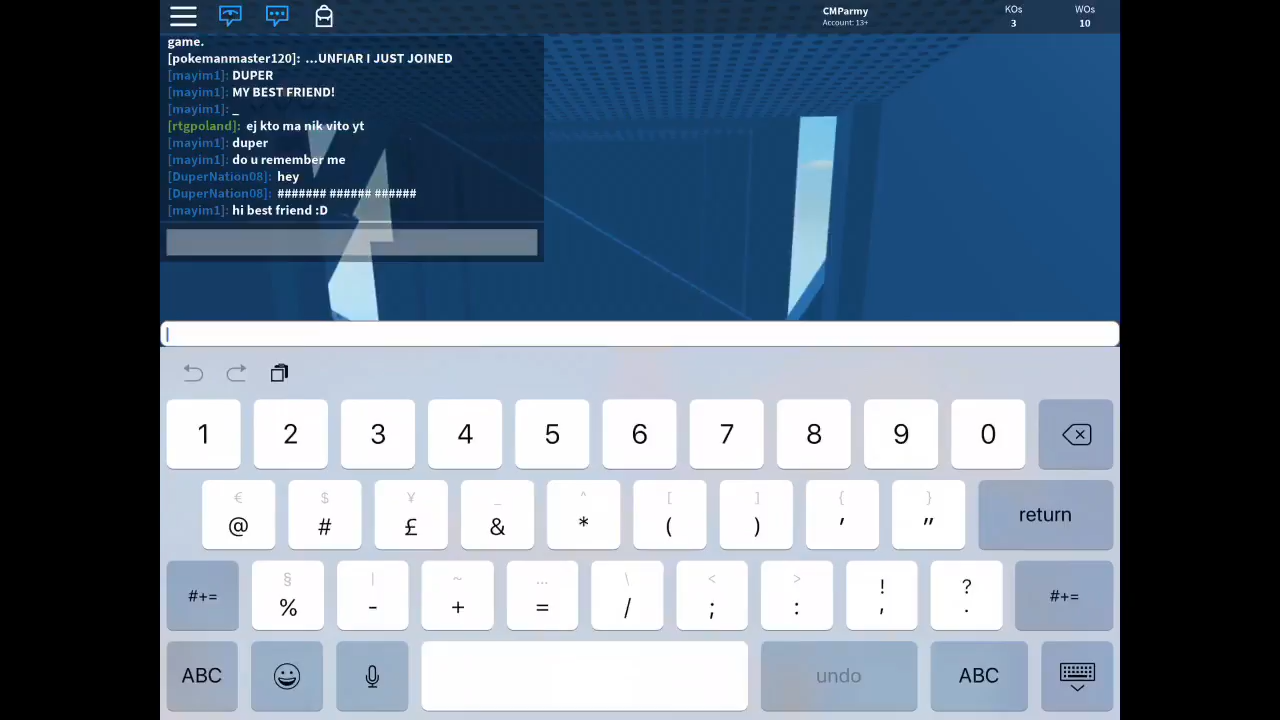 CMParmy
Account: 13+
KOs
3
WOs
10
game.
[pokemanmaster120]: ...UNFIAR I JUST JOINED
[mayim1]: DUPER
[mayim1]: MY BEST FRIEND!
[mayim1]: _
[rtgpoland]: ej kto ma nik vito yt
[mayim1]: duper
[mayim1]: do u remember me
[DuperNation08]: hey
[DuperNation08]: ####### ###### ######
[mayim1]: hi best friend :D
1 2 3 4 5 6 7 8 9 0
€ $ ¥ _ ^ [ ] { }
@ # £ & * ( ) ' " return
§ | ~ ... \ < > ! ?
#+= % - + = / ; : , . #+=
ABC undo ABC